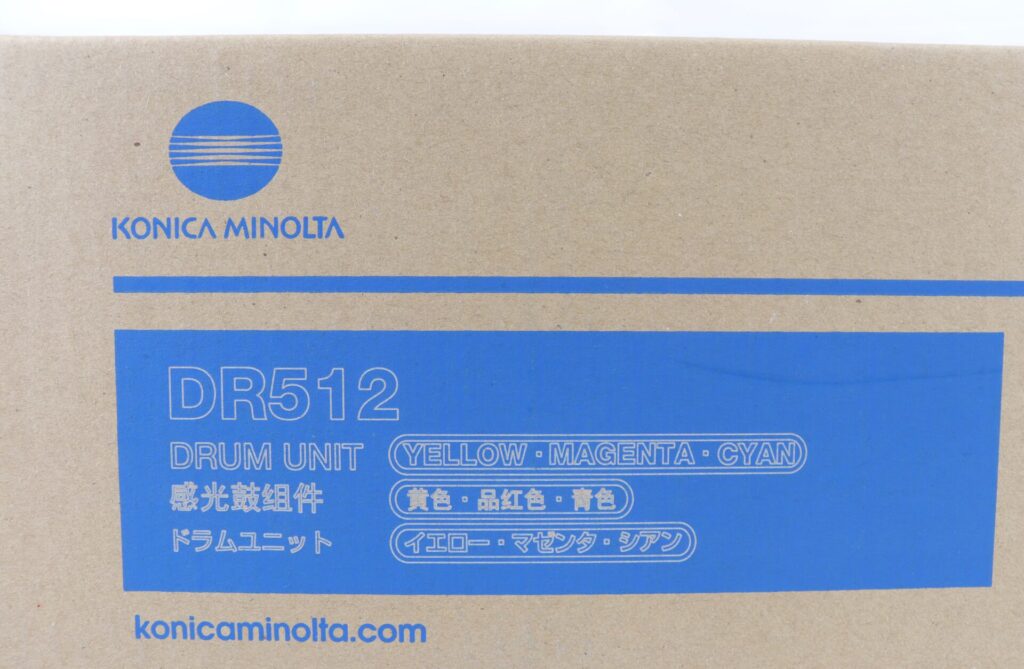 KONICA MINOLTA
DR512
DRUM UNIT YELLOW・MAGENTA・CYAN
感光鼓组件 黄色・品红色・青色
ドラムユニット イエロー・マゼンタ・シアン
konicaminolta.com